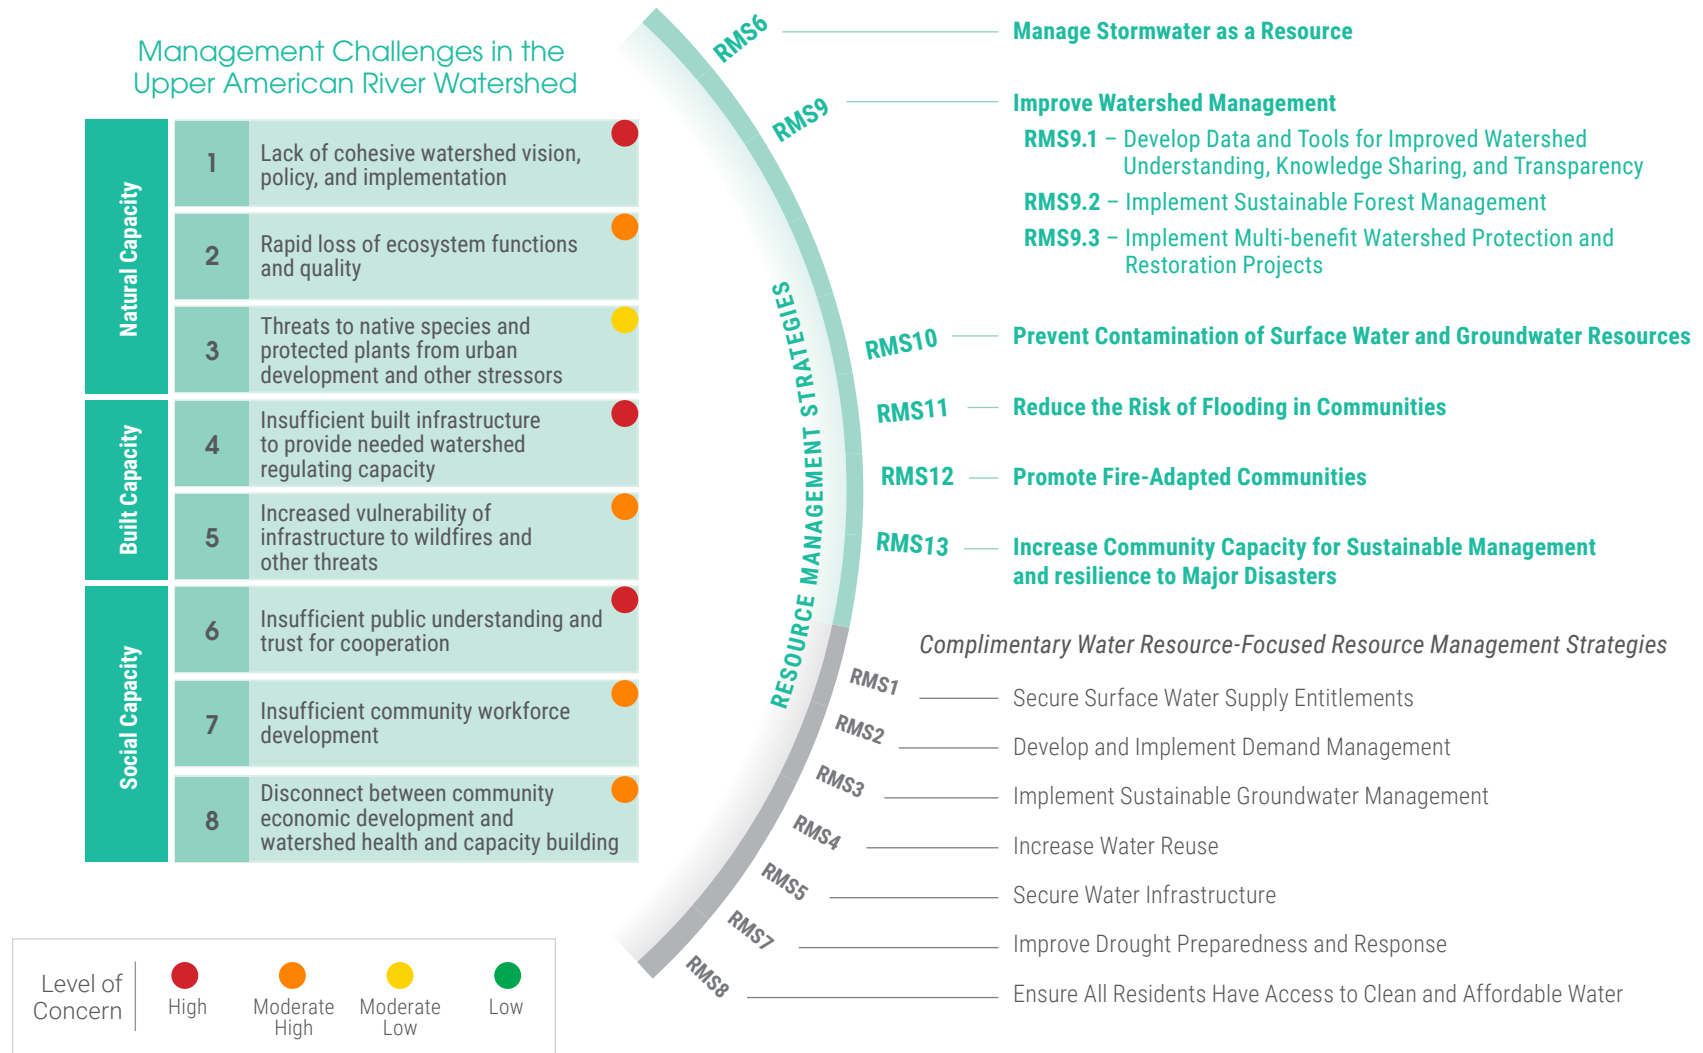 Management Challenges in the
Upper American River Watershed
Natural Capacity
1
Lack of cohesive watershed vision,
policy, and implementation
2
Rapid loss of ecosystem functions
and quality
3
Threats to native species and
protected plants from urban
development and other stressors
Built Capacity
4
Insufficient built infrastructure
to provide needed watershed
regulating capacity
5
Increased vulnerability of
infrastructure to wildfires and
other threats
Social Capacity
6
Insufficient public understanding and
trust for cooperation
7
Insufficient community workforce
development
8
Disconnect between community
economic development and
watershed health and capacity building
Level of
Concern
High
Moderate
High
Moderate
Low
Low
RESOURCE MANAGEMENT STRATEGIES
RMS6
Manage Stormwater as a Resource
RMS9
Improve Watershed Management
RMS9.1 – Develop Data and Tools for Improved Watershed
Understanding, Knowledge Sharing, and Transparency
RMS9.2 – Implement Sustainable Forest Management
RMS9.3 – Implement Multi-benefit Watershed Protection and
Restoration Projects
RMS10
Prevent Contamination of Surface Water and Groundwater Resources
RMS11
Reduce the Risk of Flooding in Communities
RMS12
Promote Fire-Adapted Communities
RMS13
Increase Community Capacity for Sustainable Management
and resilience to Major Disasters
Complimentary Water Resource-Focused Resource Management Strategies
RMS1
Secure Surface Water Supply Entitlements
RMS2
Develop and Implement Demand Management
RMS3
Implement Sustainable Groundwater Management
RMS4
Increase Water Reuse
RMS5
Secure Water Infrastructure
RMS7
Improve Drought Preparedness and Response
RMS8
Ensure All Residents Have Access to Clean and Affordable Water